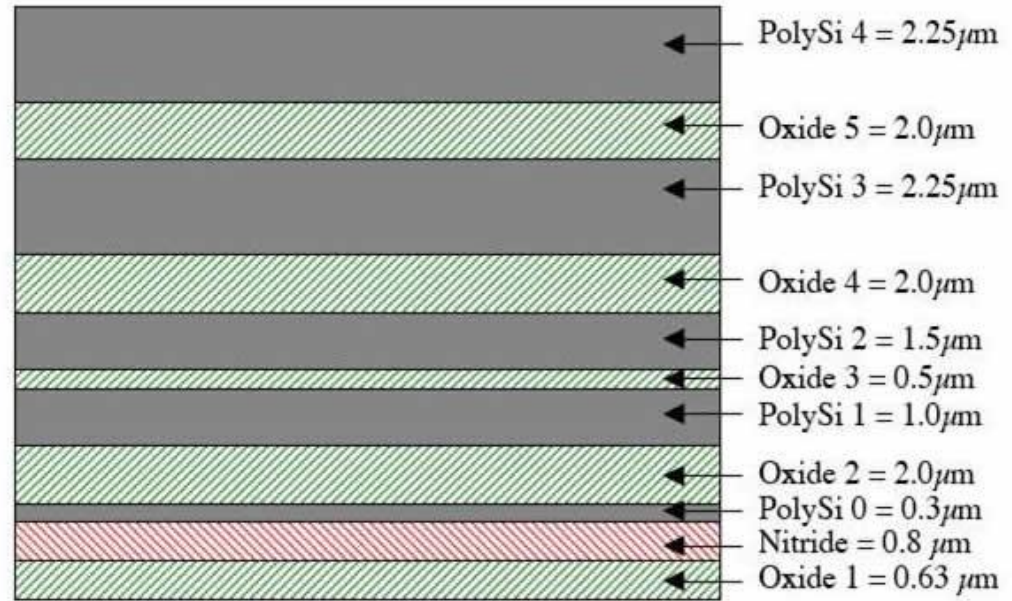 PolySi 4 = 2.25μm
Oxide 5 = 2.0μm
PolySi 3 = 2.25μm
Oxide 4 = 2.0μm
PolySi 2 = 1.5μm
Oxide 3 = 0.5μm
PolySi 1 = 1.0μm
Oxide 2 = 2.0μm
PolySi 0 = 0.3μm
Nitride = 0.8 μm
Oxide 1 = 0.63 μm